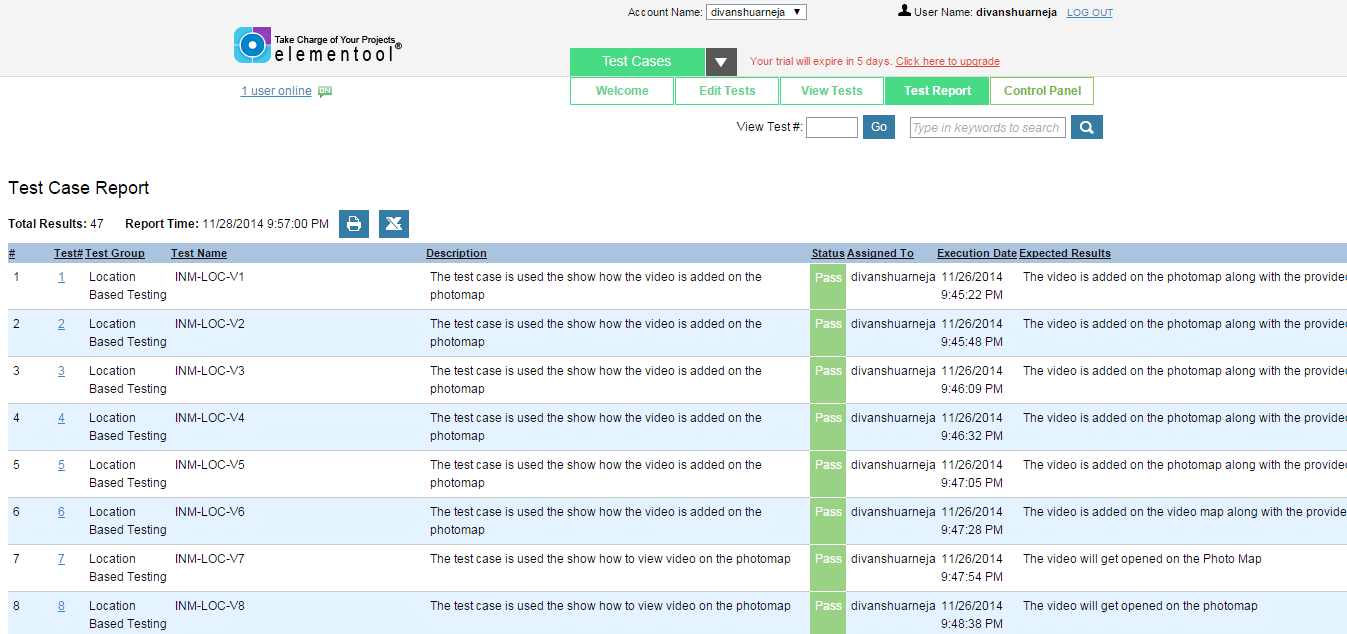 Account Name: divanshuarneja User Name: divanshuarneja LOG OUT
Take Charge of Your Projects
elementool®
Test Cases Your trial will expire in 5 days. Click here to upgrade
1 user online ON Welcome Edit Tests View Tests Test Report Control Panel
View Test #: Go Type in keywords to search
Test Case Report
Total Results: 47 Report Time: 11/28/2014 9:57:00 PM
# Test# Test Group Test Name Description Status Assigned To Execution Date Expected Results
1 1 Location INM-LOC-V1 The test case is used the show how the video is added on the Pass divanshuarneja 11/26/2014 The video is added on the photomap along with the provided
Based Testing photomap 9:45:22 PM
2 2 Location INM-LOC-V2 The test case is used the show how the video is added on the Pass divanshuarneja 11/26/2014 The video is added on the photomap along with the provided
Based Testing photomap 9:45:48 PM
3 3 Location INM-LOC-V3 The test case is used the show how the video is added on the Pass divanshuarneja 11/26/2014 The video is added on the photomap along with the provided
Based Testing photomap 9:46:09 PM
4 4 Location INM-LOC-V4 The test case is used the show how the video is added on the Pass divanshuarneja 11/26/2014 The video is added on the photomap along with the provided
Based Testing photomap 9:46:32 PM
5 5 Location INM-LOC-V5 The test case is used the show how the video is added on the Pass divanshuarneja 11/26/2014 The video is added on the photomap along with the provided
Based Testing photomap 9:47:05 PM
6 6 Location INM-LOC-V6 The test case is used the show how the video is added on the Pass divanshuarneja 11/26/2014 The video is added on the video map along with the provide
Based Testing photomap 9:47:28 PM
7 7 Location INM-LOC-V7 The test case is used the show how to view video on the photomap Pass divanshuarneja 11/26/2014 The video will get opened on the Photo Map
Based Testing 9:47:54 PM
8 8 Location INM-LOC-V8 The test case is used the show how to view video on the photomap Pass divanshuarneja 11/26/2014 The video will get opened on the photomap
Based Testing 9:48:38 PM